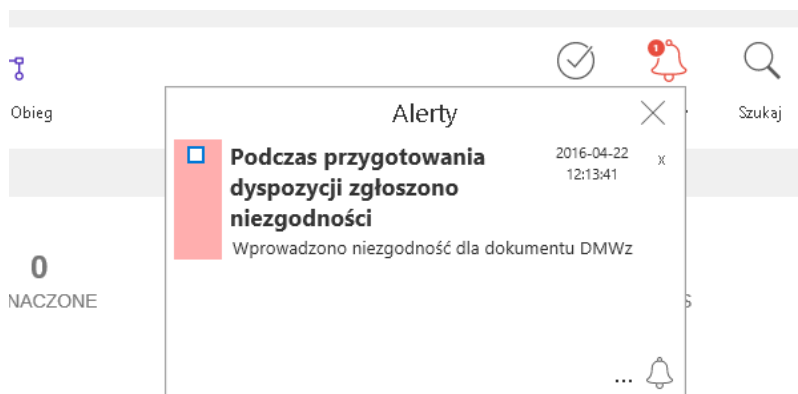 1
Obieg
Szukaj
Alerty
Podczas przygotowania
dyspozycji zgłoszono
niezgodności
2016-04-22
12:13:41
x
Wprowadzono niezgodność dla dokumentu DMWz
0
NACZONE
S
...